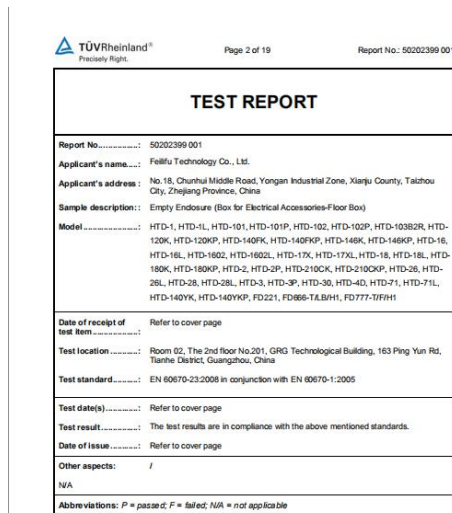 TÜVRheinland®
Precisely Right.
Page 2 of 19
Report No.: 50202399 001
TEST REPORT
Report No................: 50202399 001
Applicant's name.....: Feilifu Technology Co., Ltd.
Applicant's address : No.18, Chunhui Middle Road, Yongan Industrial Zone, Xianju County, Taizhou
City, Zhejiang Province, China
Sample description: : Empty Endosure (Box for Electrical Accessories-Floor Box)
Model ......................: HTD-1, HTD-1L, HTD-101, HTD-101P, HTD-102, HTD-102P, HTD-103B2R, HTD-
120K, HTD-120KP, HTD-140FK, HTD-140FKP, HTD-146K, HTD-146KP, HTD-16,
HTD-16L, HTD-1602, HTD-1602L, HTD-17X, HTD-17XL, HTD-18, HTD-18L, HTD-
180K, HTD-180KP, HTD-2, HTD-2P, HTD-210CK, HTD-210CKP, HTD-26, HTD-
26L, HTD-28, HTD-28L, HTD-3, HTD-3P, HTD-30, HTD-4D, HTD-71, HTD-71L,
HTD-140YK, HTD-140YKP, FD221, FD666-T/LB/H1, FD777-T/F/H1
Date of receipt of
test item ...................: Refer to cover page
Test location ............: Room 02, The 2nd floor No.201, GRG Technological Building, 163 Ping Yun Rd,
Tianhe District, Guangzhou, China
Test standard...........: EN 60670-23:2008 in conjunction with EN 60670-1:2005
Test date(s)..............: Refer to cover page
Test result................: The test results are in compliance with the above mentioned standards.
Date of issue............: Refer to cover page
Other aspects: /
N/A
Abbreviations: P = passed; F = failed; N/A = not applicable